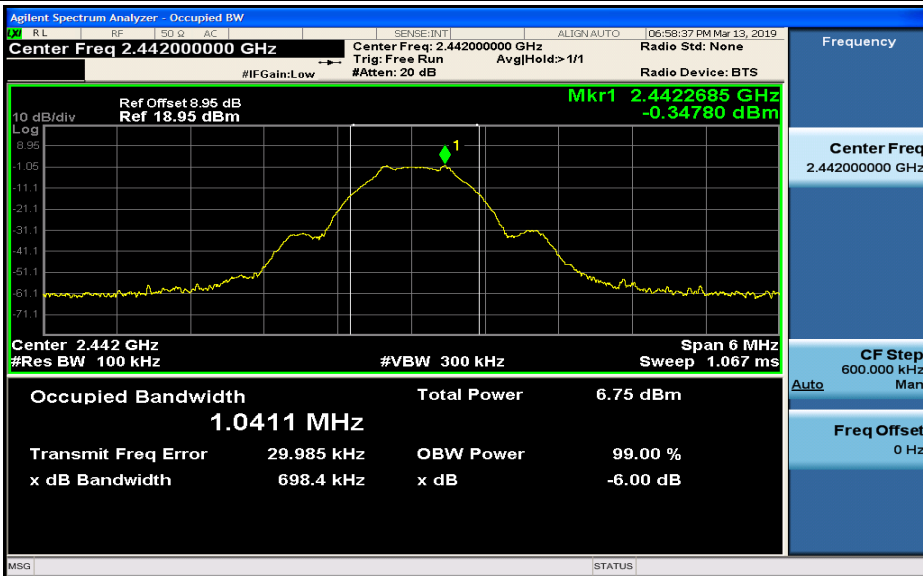 Agilent Spectrum Analyzer - Occupied BW
LXI RL RF 50 Ω AC SENSE:INT ALIGN AUTO 06:58:37 PM Mar 13, 2019
Center Freq 2.442000000 GHz
Center Freq: 2.442000000 GHz Radio Std: None
Trig: Free Run Avg|Hold:>1/1
#IFGain:Low #Atten: 20 dB Radio Device: BTS
Mkr1 2.4422685 GHz
-0.34780 dBm
Ref Offset 8.95 dB
10 dB/div Ref 18.95 dBm
Log
8.95
1
-1.05
-11.1
-21.1
-31.1
-41.1
-51.1
-61.1
-71.1
Center 2.442 GHz Span 6 MHz
#Res BW 100 kHz #VBW 300 kHz Sweep 1.067 ms
Occupied Bandwidth Total Power 6.75 dBm
1.0411 MHz
Transmit Freq Error 29.985 kHz OBW Power 99.00 %
x dB Bandwidth 698.4 kHz x dB -6.00 dB
MSG STATUS
Frequency
Center Freq
2.442000000 GHz
CF Step
600.000 kHz
Auto Man
Freq Offset
0 Hz